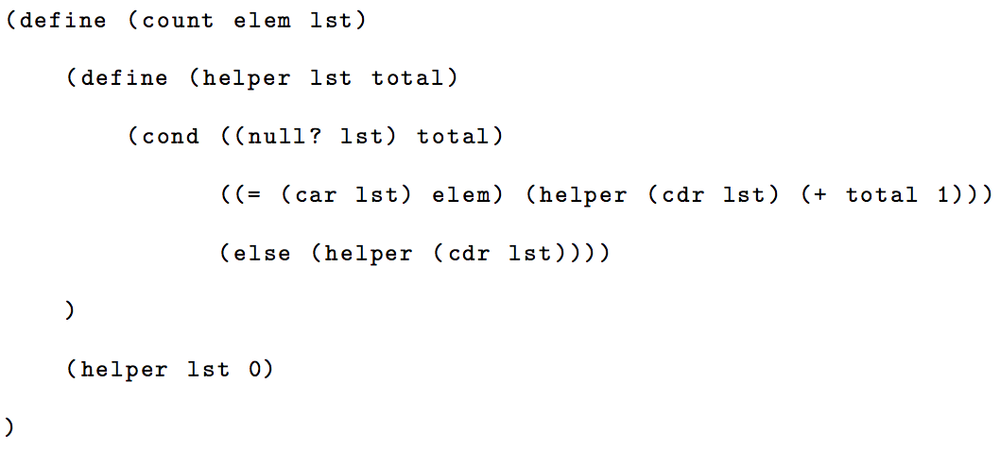 (define (count elem lst)
(define (helper lst total)
(cond ((null? lst) total)
((= (car lst) elem) (helper (cdr lst) (+ total 1)))
(else (helper (cdr lst))))
)
(helper lst 0)
)